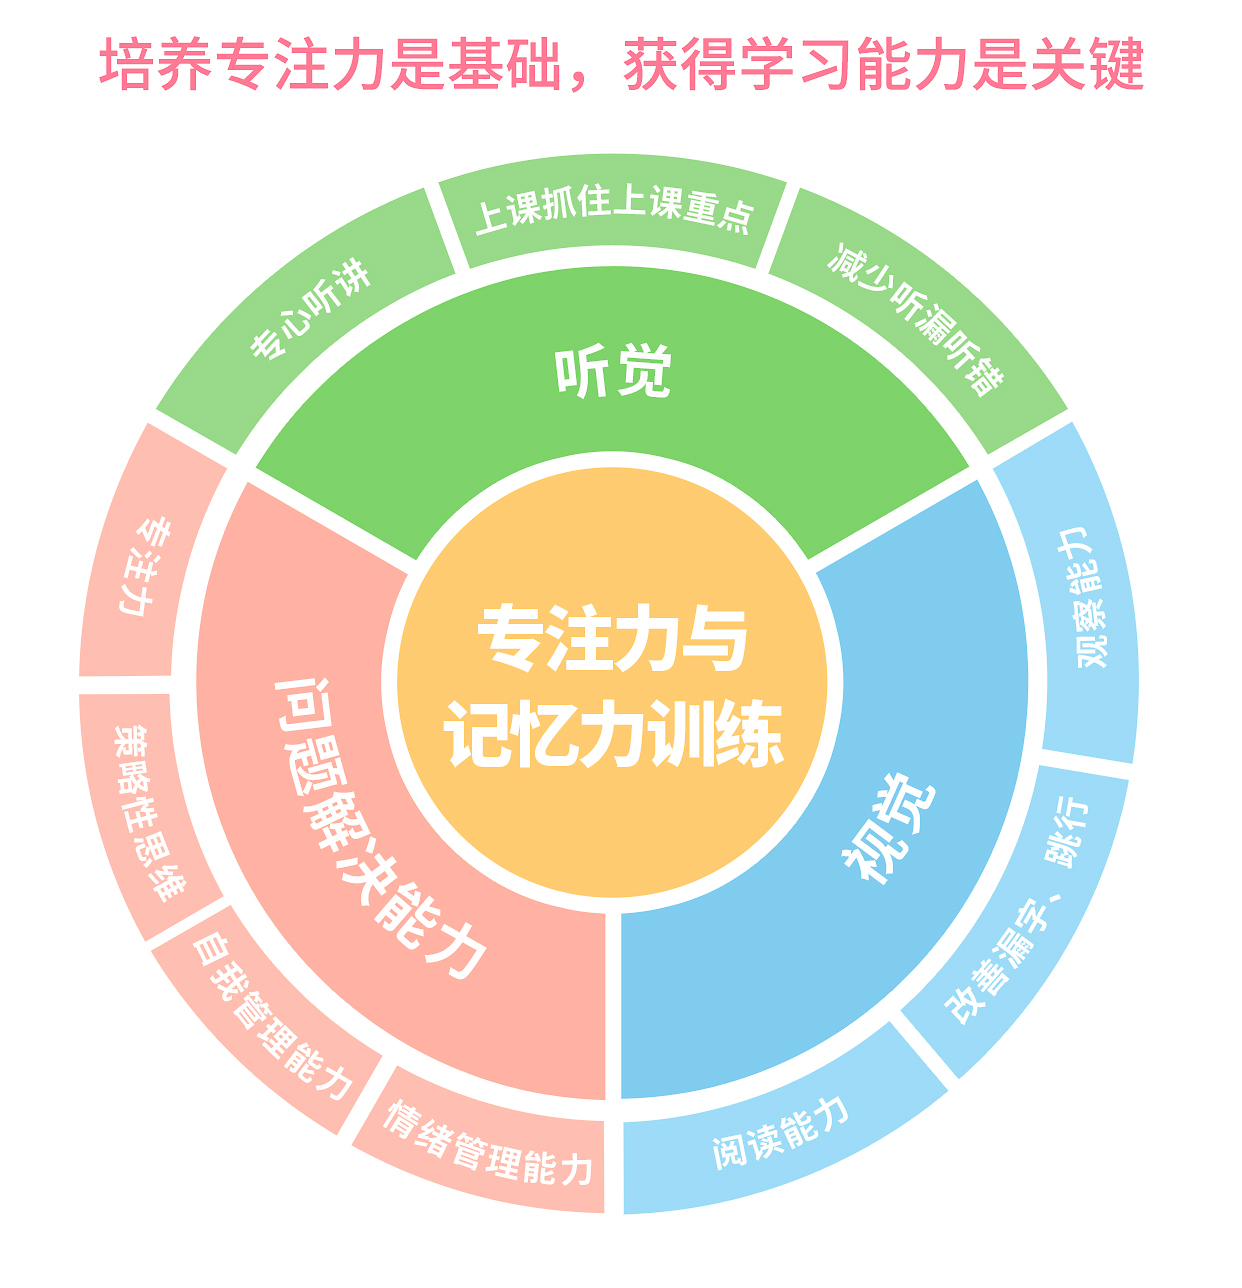 培养专注力是基础，获得学习能力是关键
专心听讲
上课抓住上课重点
减少听漏听错
听觉
专注力与
记忆力训练
视觉
观察能力
改善漏字、跳行
阅读能力
问题解决能力
专注力
策略性思维
自我管理能力
情绪管理能力